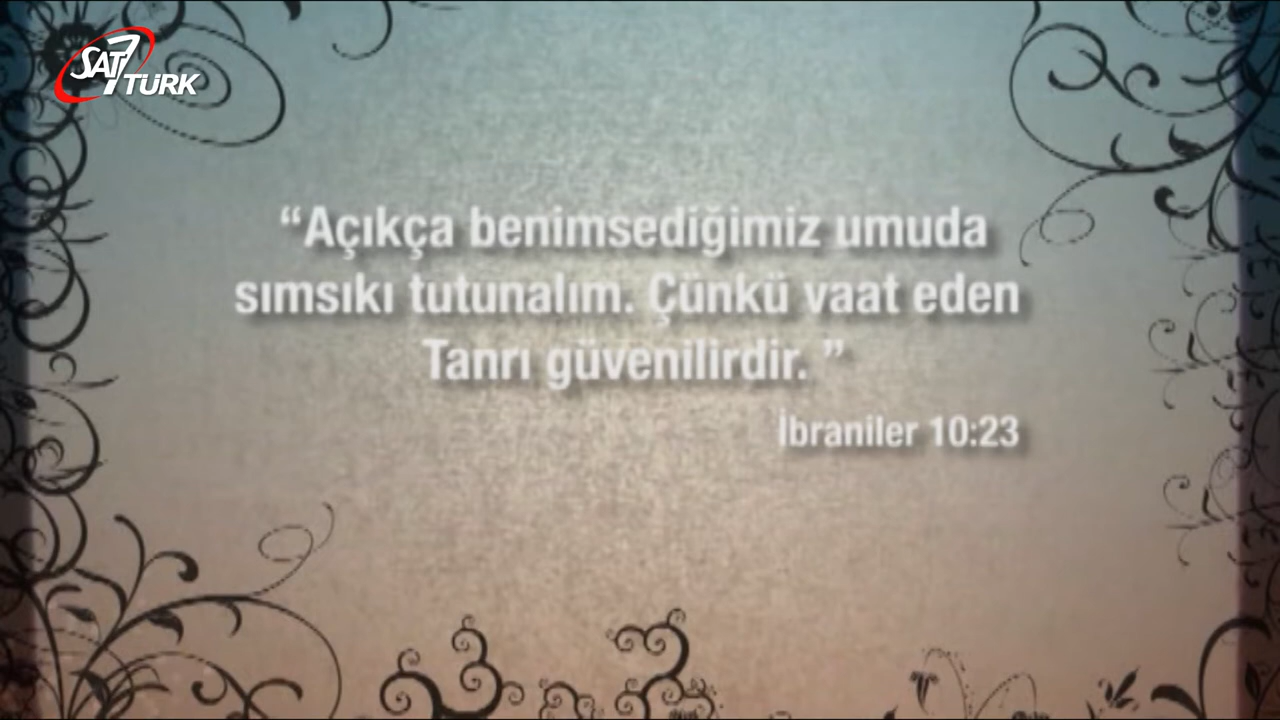 SAT7
TÜRK
“Açıkça benimsediğimiz umuda
sımsıkı tutunalım. Çünkü vaat eden
Tanrı güvenilirdir. ”
İbraniler 10:23